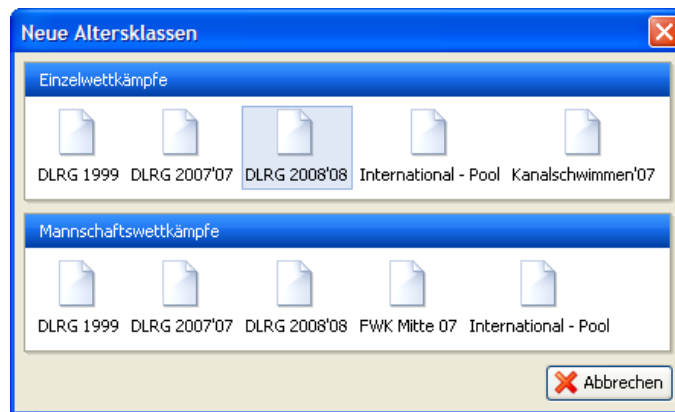 Neue Altersklassen
Einzelwettkämpfe
DLRG 1999 DLRG 2007'07 DLRG 2008'08 International - Pool Kanalschwimmen'07
Mannschaftswettkämpfe
DLRG 1999 DLRG 2007'07 DLRG 2008'08 FWK Mitte 07 International - Pool
Abbrechen